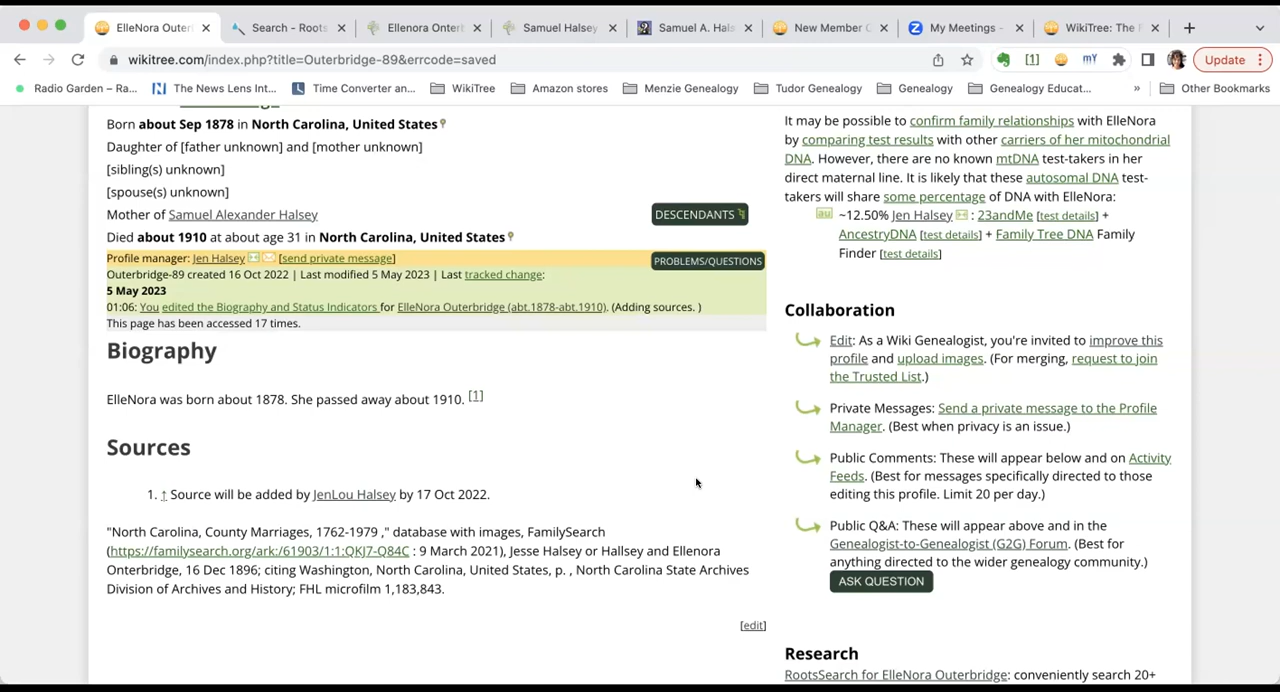 ElleNora Outer
Search - Roots
Ellenora Onterb
Samuel Halsey
Samuel A. Hals
New Member C
My Meetings -
WikiTree: The F
wikitree.com/index.php?title=Outerbridge-89&errcode=saved
Update
Radio Garden – Ra...
The News Lens Int...
Time Converter an...
WikiTree
Amazon stores
Menzie Genealogy
Tudor Genealogy
Genealogy
Genealogy Educat...
»
Other Bookmarks
Born about Sep 1878 in North Carolina, United States
Daughter of [father unknown] and [mother unknown]
[sibling(s) unknown]
[spouse(s) unknown]
Mother of Samuel Alexander Halsey
DESCENDANTS
Died about 1910 at about age 31 in North Carolina, United States
Profile manager: Jen Halsey [send private message]
PROBLEMS/QUESTIONS
Outerbridge-89 created 16 Oct 2022 | Last modified 5 May 2023 | Last tracked change:
5 May 2023
01:06: You edited the Biography and Status Indicators for ElleNora Outerbridge (abt.1878-abt.1910). (Adding sources. )
This page has been accessed 17 times.
Biography
ElleNora was born about 1878. She passed away about 1910. [1]
Sources
1. ↑ Source will be added by JenLou Halsey by 17 Oct 2022.
"North Carolina, County Marriages, 1762-1979 ," database with images, FamilySearch
(https://familysearch.org/ark:/61903/1:1:QKJ7-Q84C : 9 March 2021), Jesse Halsey or Hallsey and Ellenora
Onterbridge, 16 Dec 1896; citing Washington, North Carolina, United States, p. , North Carolina State Archives
Division of Archives and History; FHL microfilm 1,183,843.
[edit]
It may be possible to confirm family relationships with ElleNora
by comparing test results with other carriers of her mitochondrial
DNA. However, there are no known mtDNA test-takers in her
direct maternal line. It is likely that these autosomal DNA test-
takers will share some percentage of DNA with ElleNora:
au ~12.50% Jen Halsey : 23andMe [test details] +
AncestryDNA [test details] + Family Tree DNA Family
Finder [test details]
Collaboration
Edit: As a Wiki Genealogist, you're invited to improve this
profile and upload images. (For merging, request to join
the Trusted List.)
Private Messages: Send a private message to the Profile
Manager. (Best when privacy is an issue.)
Public Comments: These will appear below and on Activity
Feeds. (Best for messages specifically directed to those
editing this profile. Limit 20 per day.)
Public Q&A: These will appear above and in the
Genealogist-to-Genealogist (G2G) Forum. (Best for
anything directed to the wider genealogy community.)
ASK QUESTION
Research
RootsSearch for ElleNora Outerbridge: conveniently search 20+